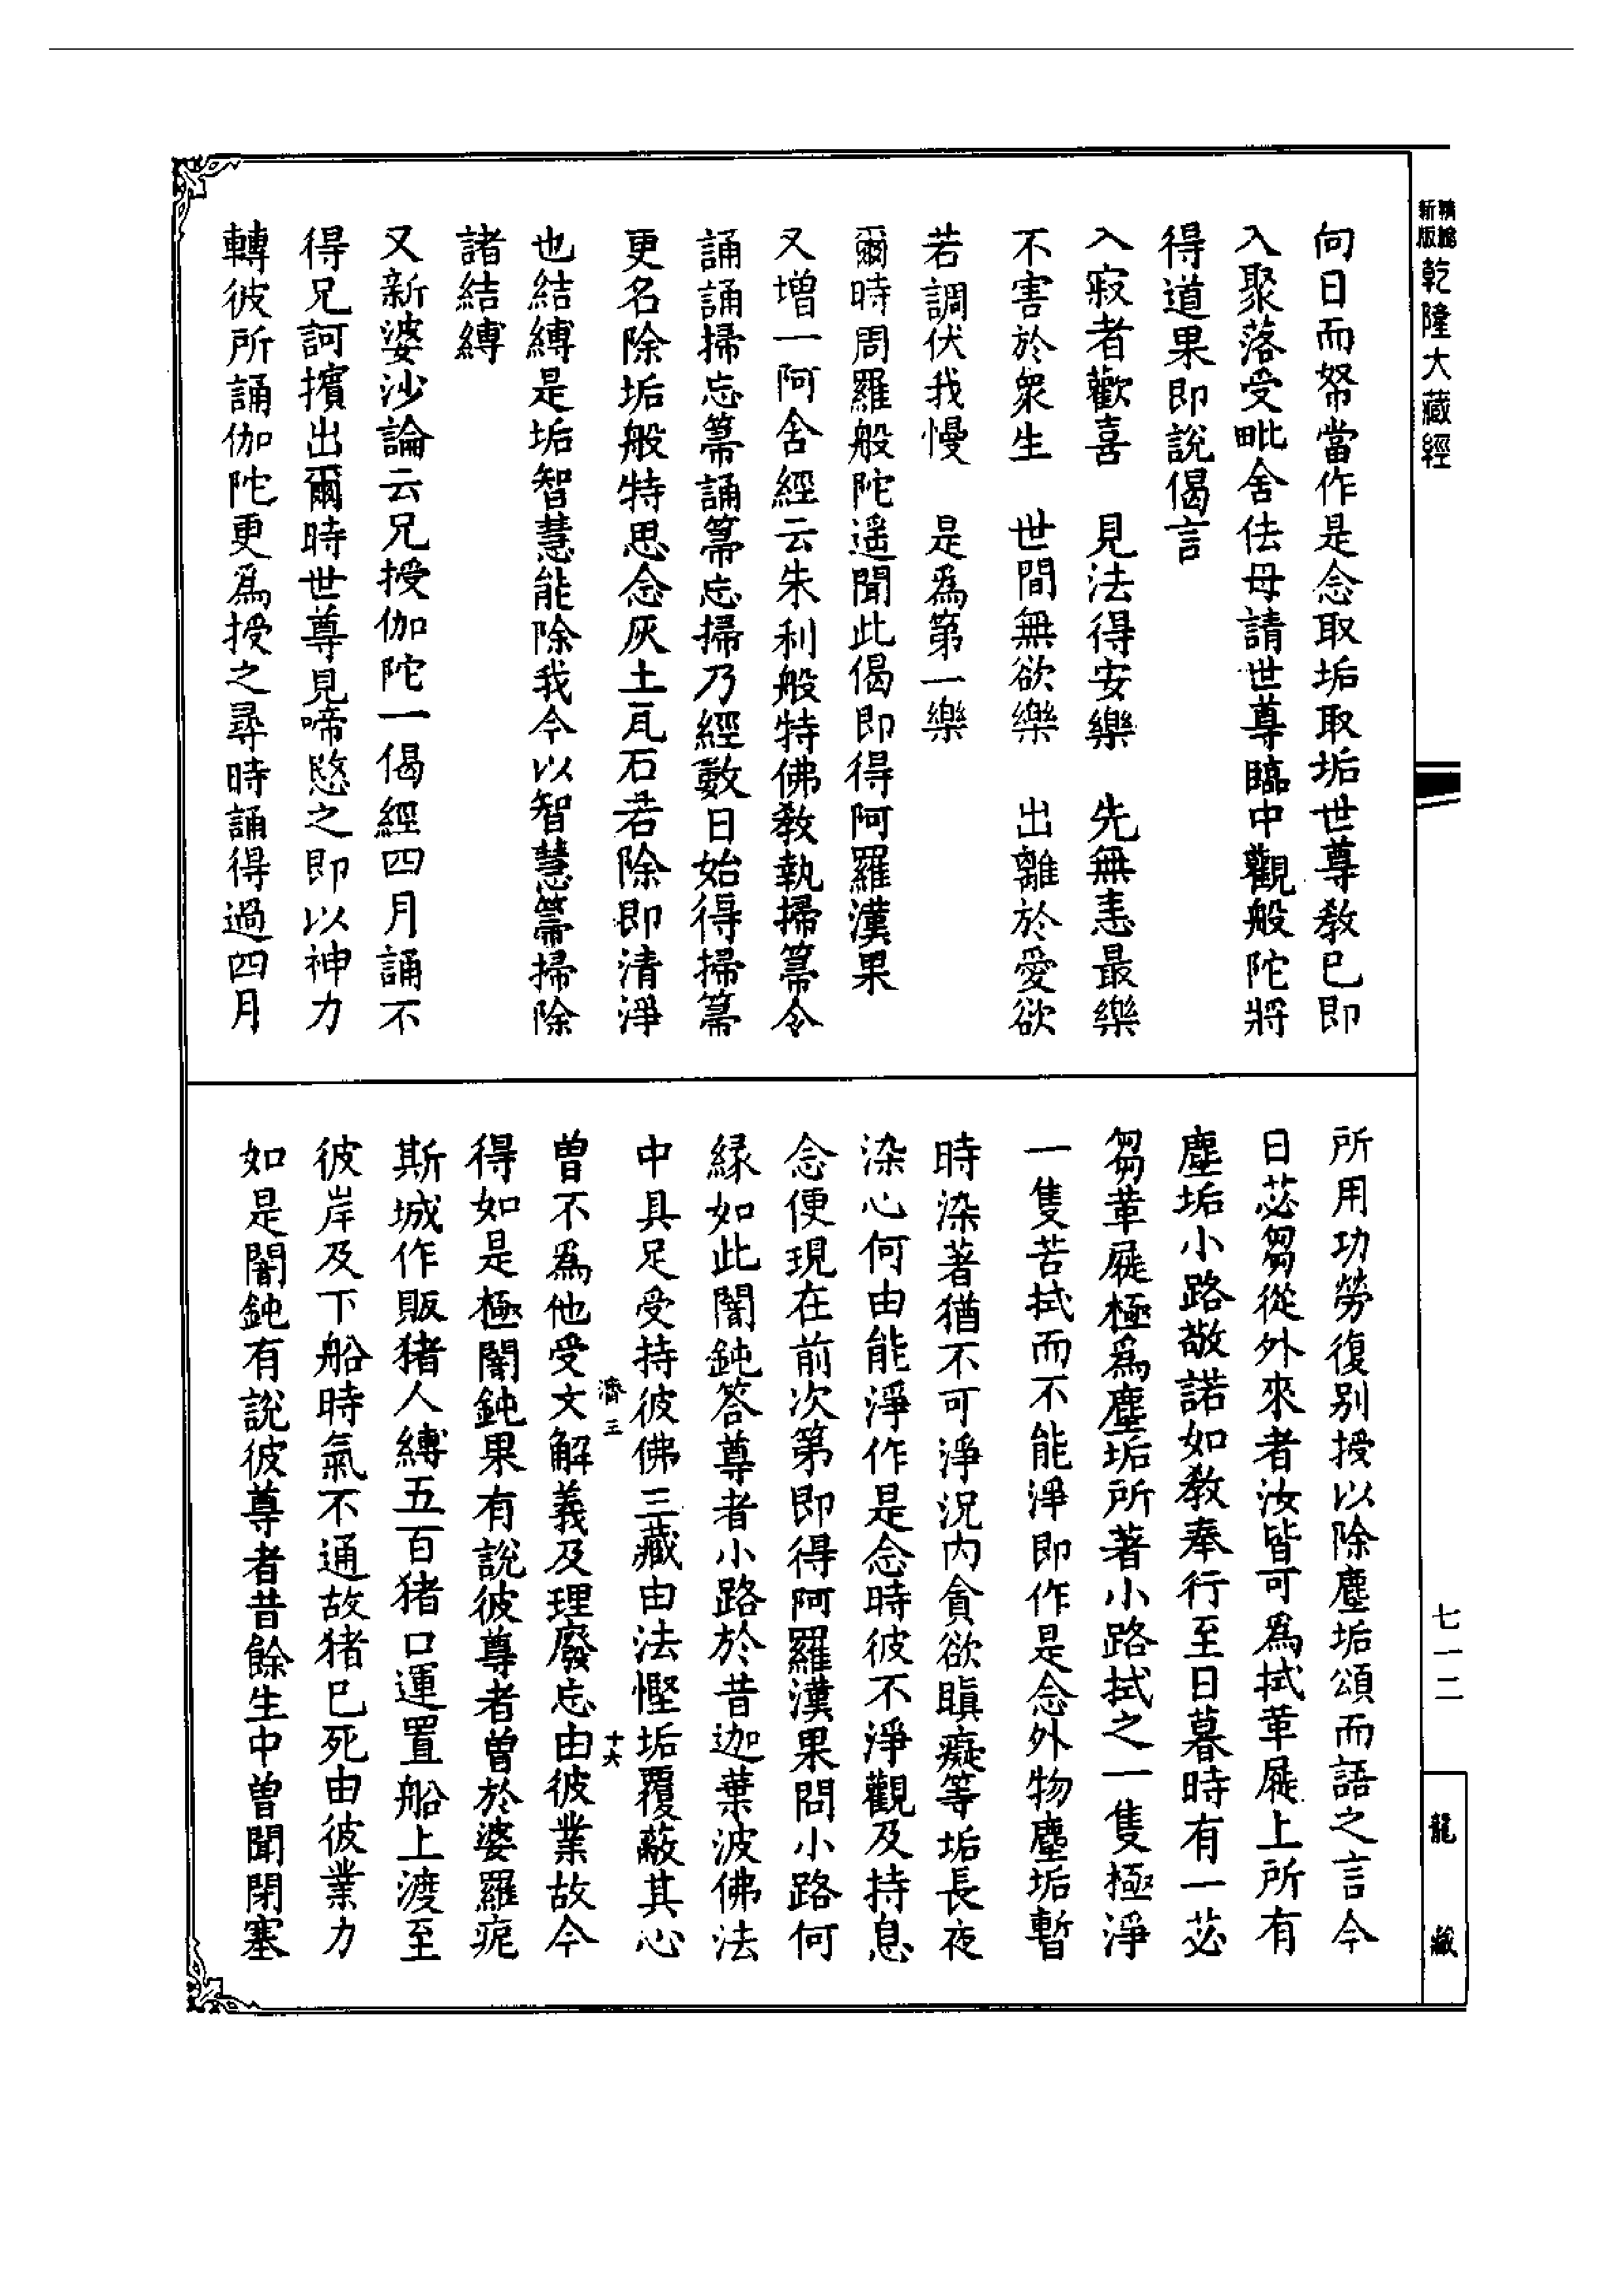 新版精縮乾隆大藏經
向日而帑當作是念取垢取垢世尊教已即
入聚落受毗舍佉母請世尊臨中觀般陀將
得道果即說偈言
入寂者歡喜　見法得安樂　先無恚最樂
不害於衆生　世間無欲樂　出離於愛欲
若調伏我慢　是爲第一樂
爾時周羅般陀遥聞此偈即得阿羅漢果
又增一阿含經云朱利般特佛教執掃箒令
誦誦掃忘箒誦箒忘掃乃經數日始得掃箒
更名除垢般特思念灰土瓦石若除即清淨
也結縛是垢智慧能除我今以智慧箒掃除
諸結縛
又新婆沙論云兄授伽陀一偈經四月誦不
得兄訶擯出爾時世尊見啼愍之即以神力
轉彼所誦伽陀更爲授之尋時誦得過四月
所用功勞復别授以除塵垢頌而語之言今
日苾芻從外來者汝皆可爲拭革屣上所有
塵垢小路敬諾如教奉行至日暮時有一苾
芻革屣極爲塵垢所著小路拭之一隻極淨
一隻苦拭而不能淨即作是念外物塵垢暫
時染著猶不可淨況內貪欲瞋癡等垢長夜
染心何由能淨作是念時彼不淨觀及持息
念便現在前次第即得阿羅漢果問小路何
緣如此闇鈍答尊者小路於昔迦葉波佛法
中具足受持彼佛三藏由法慳垢覆蔽其心
濟三　十六
曾不爲他受文解義及理廢忘由彼業故今
得如是極闇鈍果有說彼尊者曾於婆羅痆
斯城作販猪人縛五百猪口運置船上渡至
彼岸及下船時氣不通故猪已死由彼業力
如是闇鈍有說彼尊者昔餘生中曾聞閉塞
七一二
龍藏